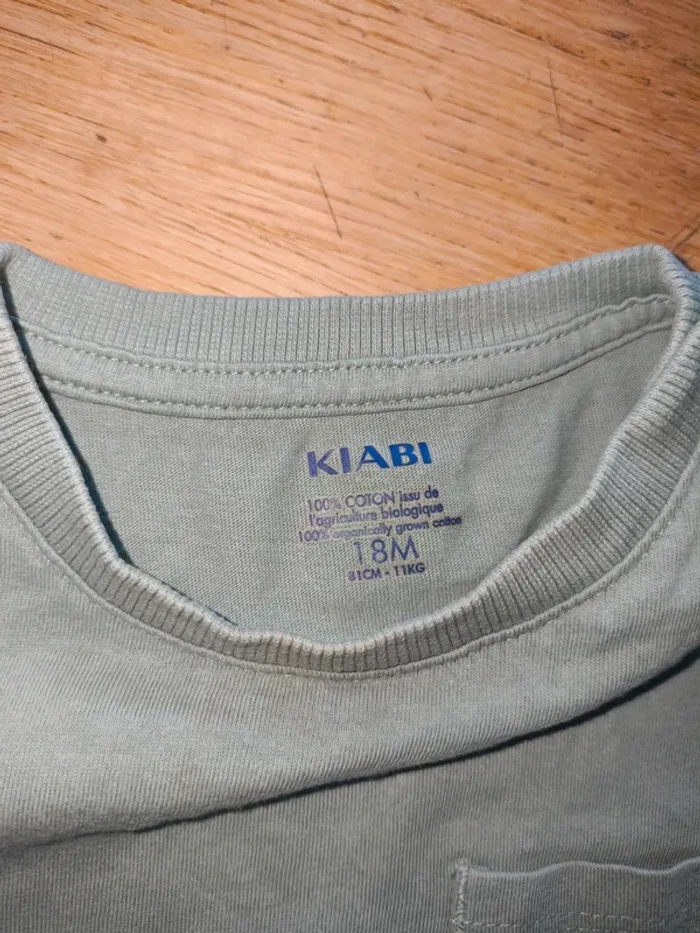 KIABI
100% COTON issu de
l'agriculture biologique
100% organically grown cotton
18M
81CM - 11KG